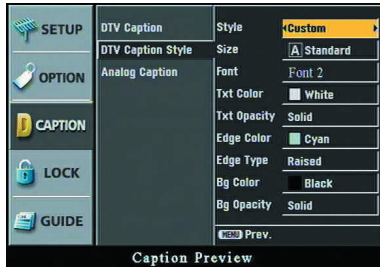 SETUP
OPTION
D CAPTION
LOCK
GUIDE
DTV Caption
DTV Caption Style
Analog Caption
Style Custom
Size A Standard
Font Font 2
Txt Color White
Txt Opacity Solid
Edge Color Cyan
Edge Type Raised
Bg Color Black
Bg Opacity Solid
MENU Prev.
Caption Preview